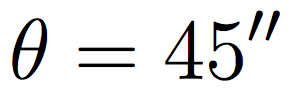 θ = 45″